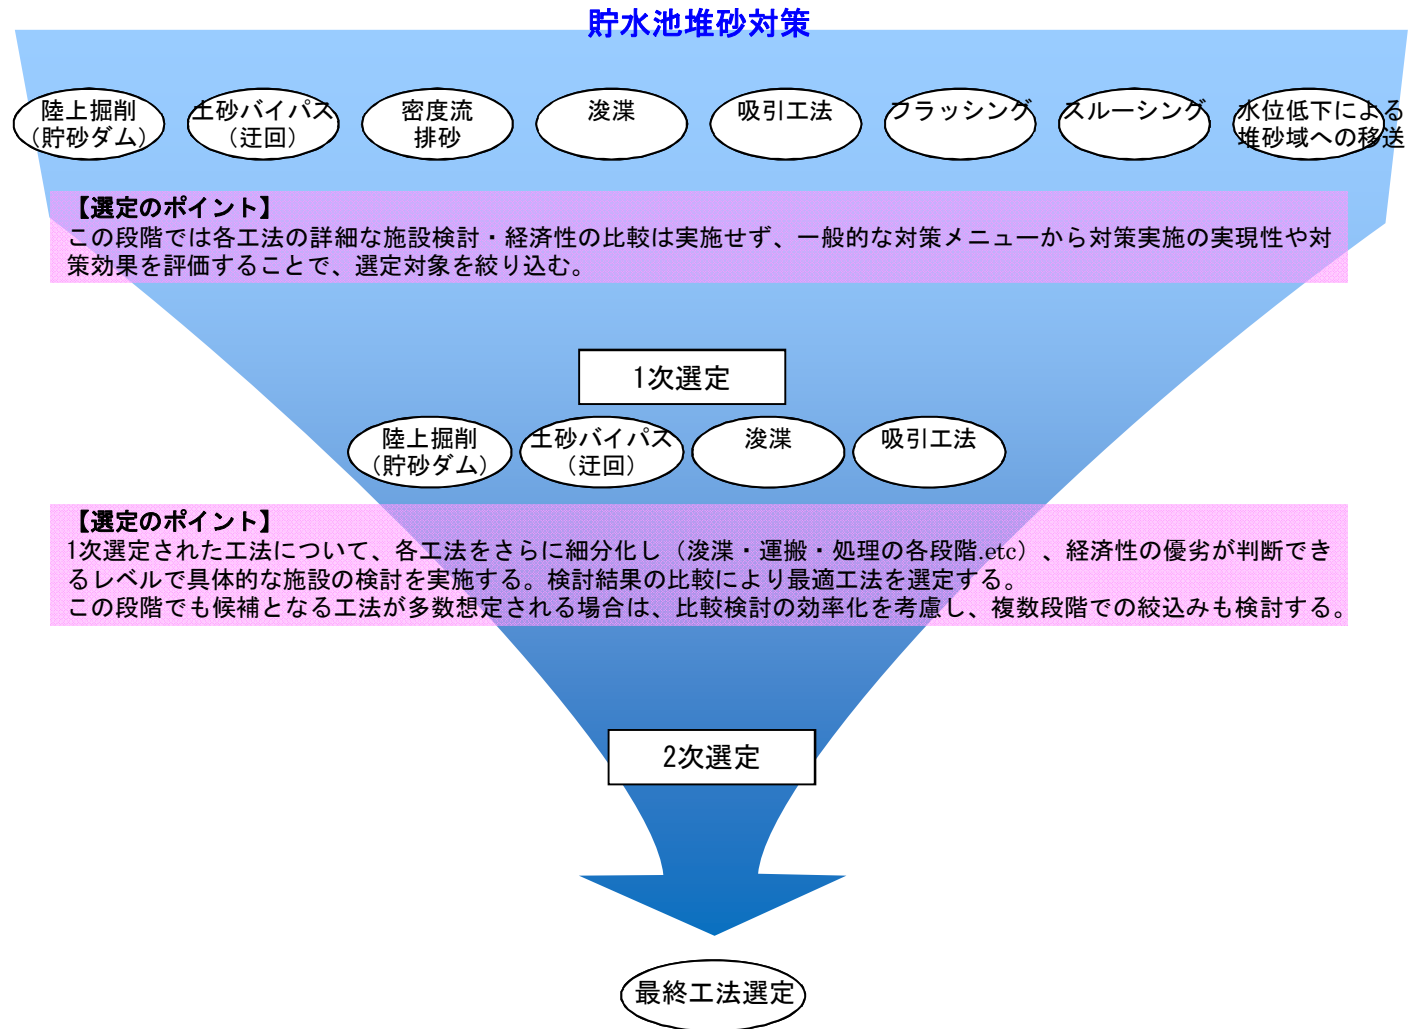 貯水池堆砂対策
陸上掘削
（貯砂ダム）
土砂バイパス
（迂回）
密度流
排砂
浚渫
吸引工法
フラッシング
スルーシング
水位低下による
堆砂域への移送
【選定のポイント】
この段階では各工法の詳細な施設検討・経済性の比較は実施せず、一般的な対策メニューから対策実施の実現性や対
策効果を評価することで、選定対象を絞り込む。
1次選定
陸上掘削
（貯砂ダム）
土砂バイパス
（迂回）
浚渫
吸引工法
【選定のポイント】
1次選定された工法について、各工法をさらに細分化し（浚渫・運搬・処理の各段階.etc）、経済性の優劣が判断でき
るレベルで具体的な施設の検討を実施する。検討結果の比較により最適工法を選定する。
この段階でも候補となる工法が多数想定される場合は、比較検討の効率化を考慮し、複数段階での絞込みも検討する。
2次選定
最終工法選定